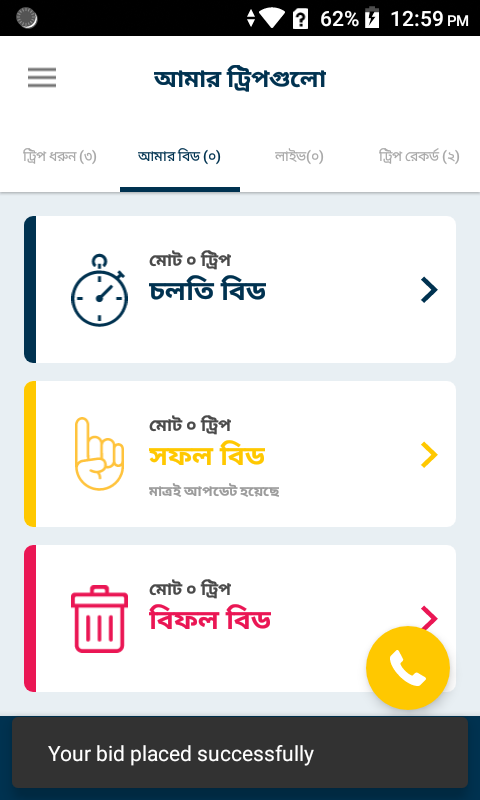 62% 12:59 PM
আমার ট্রিপগুলো
ট্রিপ ধরুন (৩) আমার বিড (০) লাইভ(০) ট্রিপ রেকর্ড (২)
মোট ০ ট্রিপ
চলতি বিড
মোট ০ ট্রিপ
সফল বিড
মাত্রই আপডেট হয়েছে
মোট ০ ট্রিপ
বিফল বিড
Your bid placed successfully